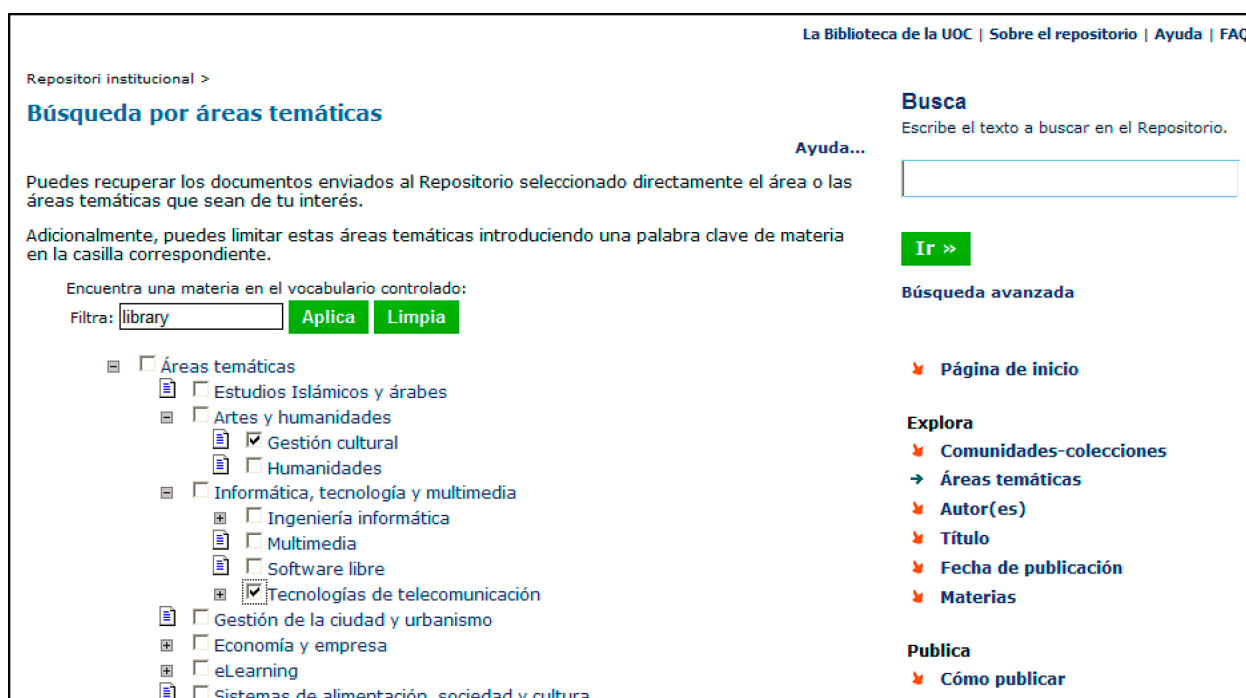 La Biblioteca de la UOC | Sobre el repositorio | Ayuda | FAQ
Repositori institucional >
Búsqueda por áreas temáticas
Ayuda...
Puedes recuperar los documentos enviados al Repositorio seleccionado directamente el área o las
áreas temáticas que sean de tu interés.
Adicionalmente, puedes limitar estas áreas temáticas introduciendo una palabra clave de materia
en la casilla correspondiente.
Encuentra una materia en el vocabulario controlado:
Filtra: library Aplica Limpia
Áreas temáticas
Estudios Islámicos y árabes
Artes y humanidades
Gestión cultural
Humanidades
Informática, tecnología y multimedia
Ingeniería informática
Multimedia
Software libre
Tecnologías de telecomunicación
Gestión de la ciudad y urbanismo
Economía y empresa
eLearning
Sistemas de alimentación, sociedad y cultura
Busca
Escribe el texto a buscar en el Repositorio.
Ir »
Búsqueda avanzada
Página de inicio
Explora
Comunidades-colecciones
Áreas temáticas
Autor(es)
Título
Fecha de publicación
Materias
Publica
Cómo publicar